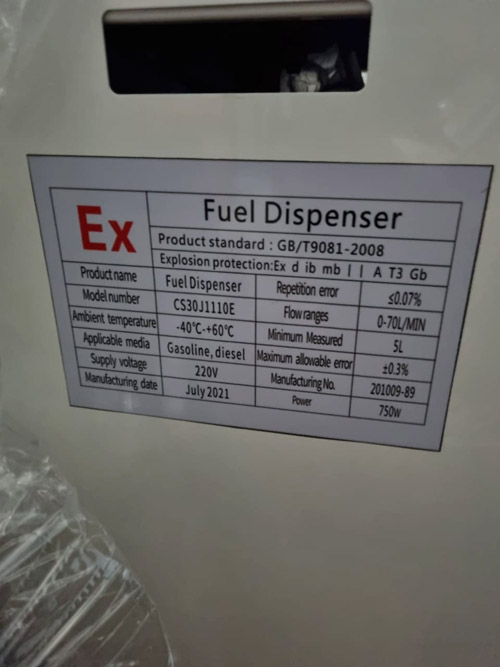 Ex
Fuel Dispenser
Product standard : GB/T9081-2008
Explosion protection:Ex d ib mb | | A T3 Gb
Product name Fuel Dispenser Repetition error ≤0.07%
Model number CS30J1110E Flow ranges 0-70L/MIN
Ambient temperature -40℃-+60℃ Minimum Measured 5L
Applicable media Gasoline, diesel Maximum allowable error ±0.3%
Supply voltage 220V Manufacturing No. 201009-89
Manufacturing date July 2021 Power 750w